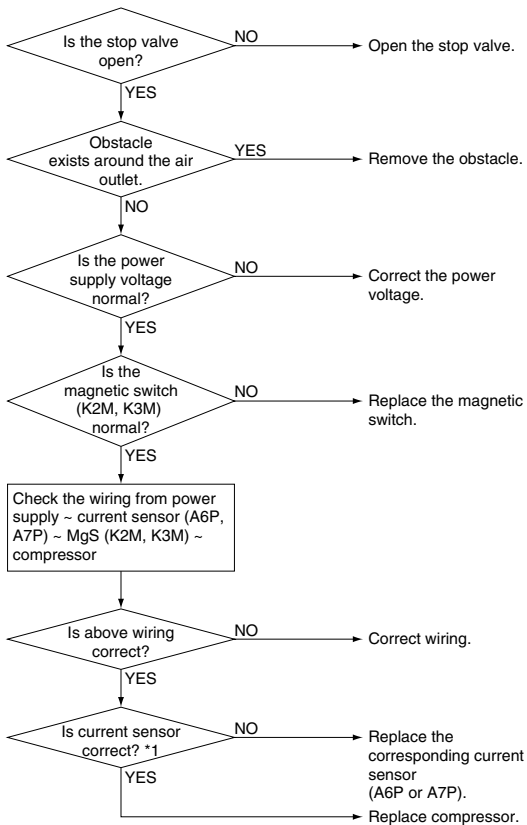 Is the stop valve
open?
NO
Open the stop valve.
YES
Obstacle
exists around the air
outlet.
YES
Remove the obstacle.
NO
Is the power
supply voltage
normal?
NO
Correct the power
voltage.
YES
Is the
magnetic switch
(K2M, K3M)
normal?
NO
Replace the magnetic
switch.
YES
Check the wiring from power
supply ~ current sensor (A6P,
A7P) ~ MgS (K2M, K3M) ~
compressor
Is above wiring
correct?
NO
Correct wiring.
YES
Is current sensor
correct? *1
NO
Replace the
corresponding current
sensor
(A6P or A7P).
YES
Replace compressor.